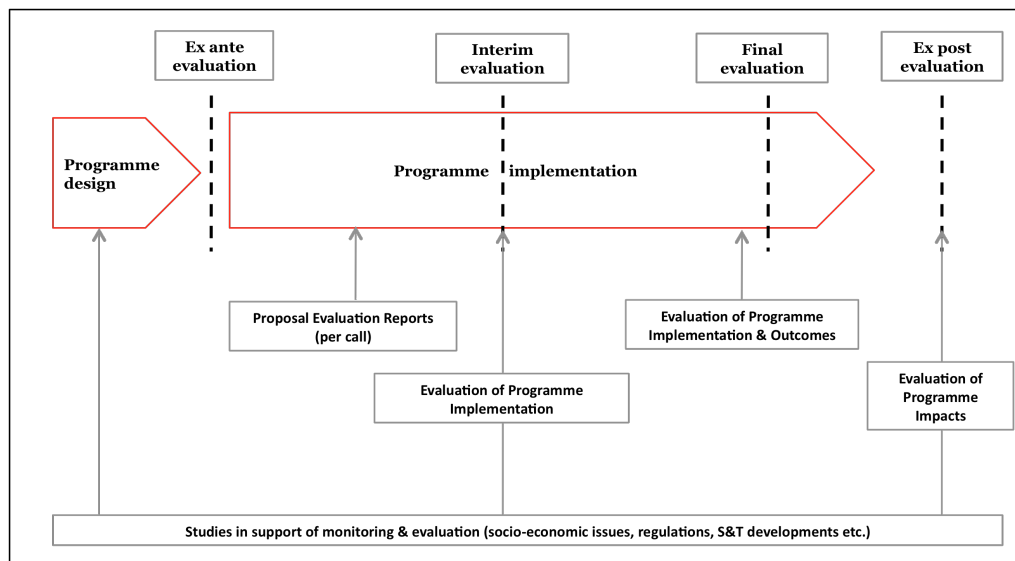 Ex ante
evaluation
Interim
evaluation
Final
evaluation
Ex post
evaluation
Programme
design
Programme implementation
Proposal Evaluation Reports
(per call)
Evaluation of Programme
Implementation & Outcomes
Evaluation of Programme
Implementation
Evaluation of
Programme
Impacts
Studies in support of monitoring & evaluation (socio-economic issues, regulations, S&T developments etc.)